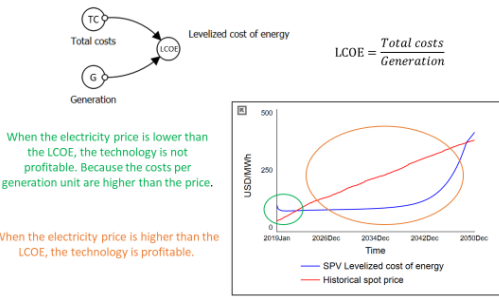 TC
Total costs
Levelized cost of energy
LCOE
G
Generation
LCOE = Total costs
Generation
When the electricity price is lower than
the LCOE, the technology is not
profitable. Because the costs per
generation unit are higher than the price.
When the electricity price is higher than the
LCOE, the technology is profitable.
500
250
0
USD/MWh
2019Jan
2026Dec
2034Dec
2042Dec
2050Dec
Time
SPV Levelized cost of energy
Historical spot price